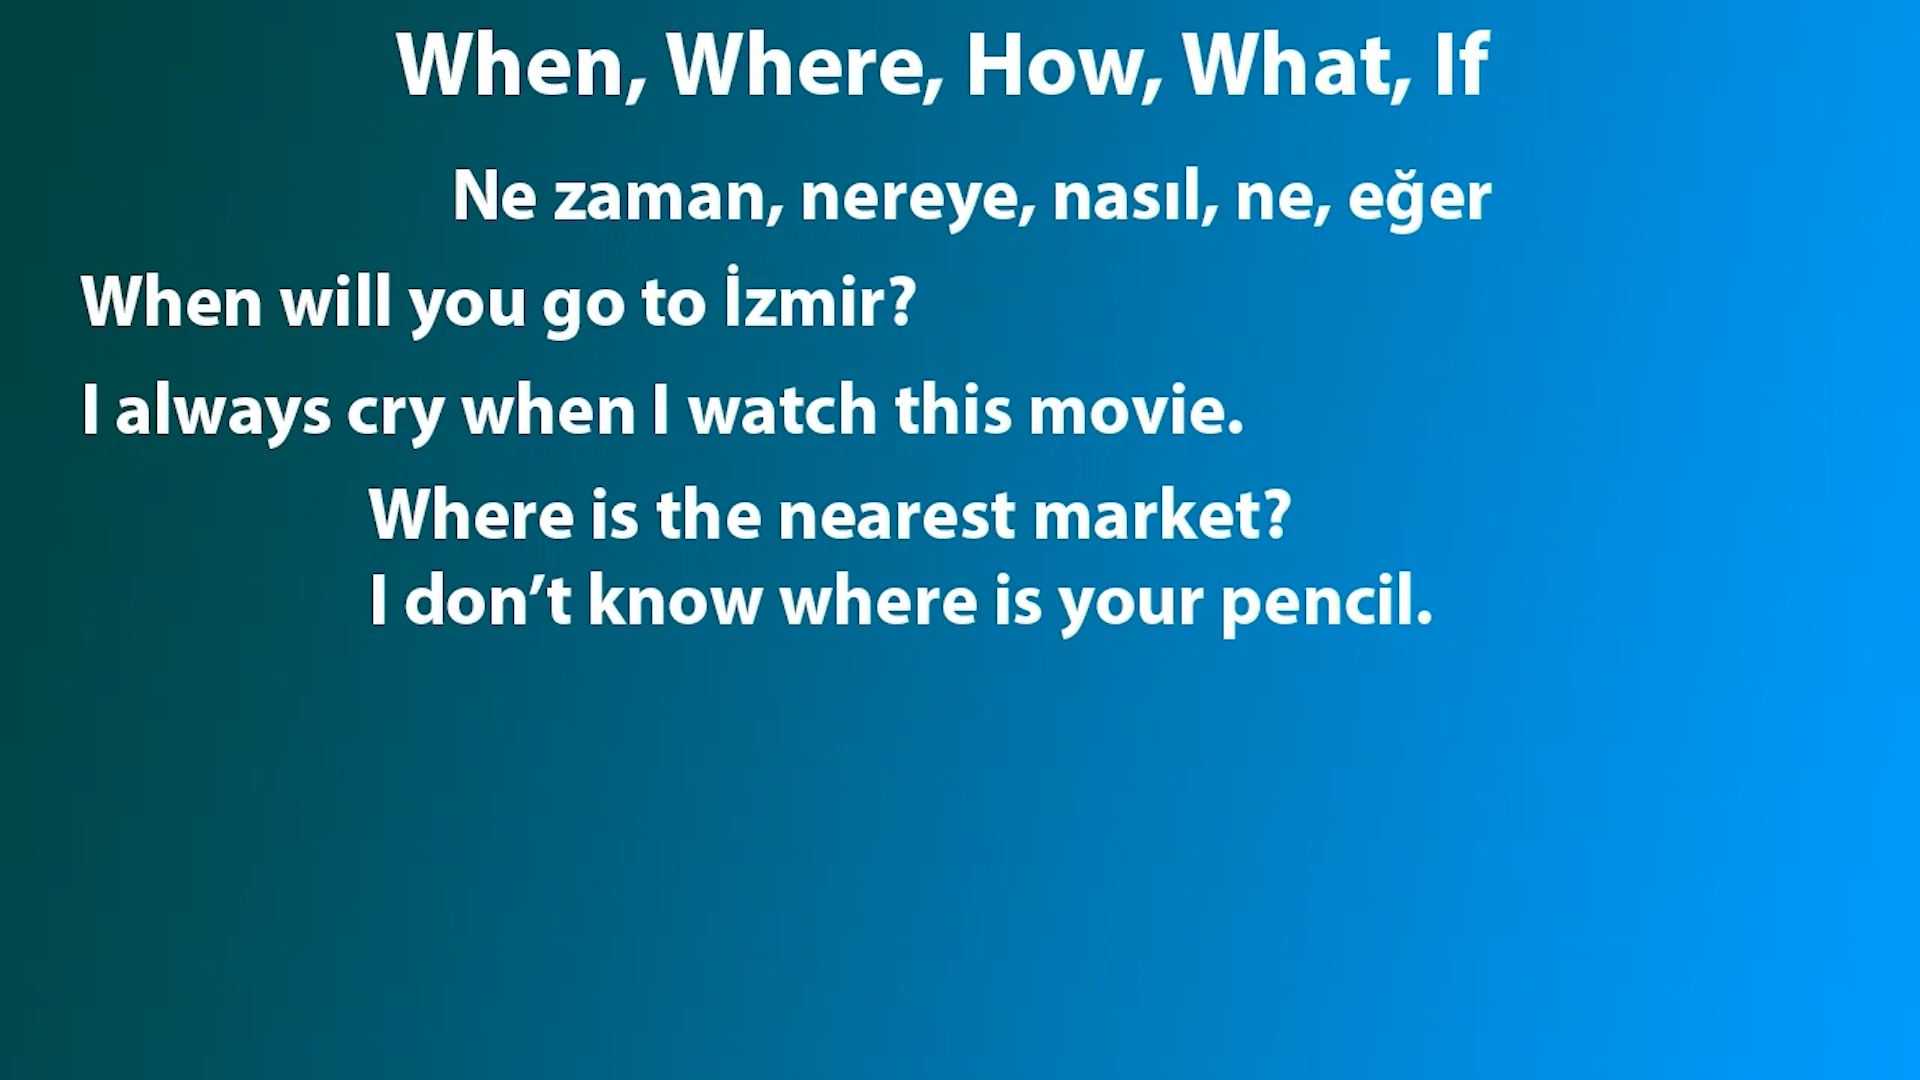 When, Where, How, What, If
Ne zaman, nereye, nasıl, ne, eğer
When will you go to İzmir?
I always cry when I watch this movie.
Where is the nearest market?
I don’t know where is your pencil.